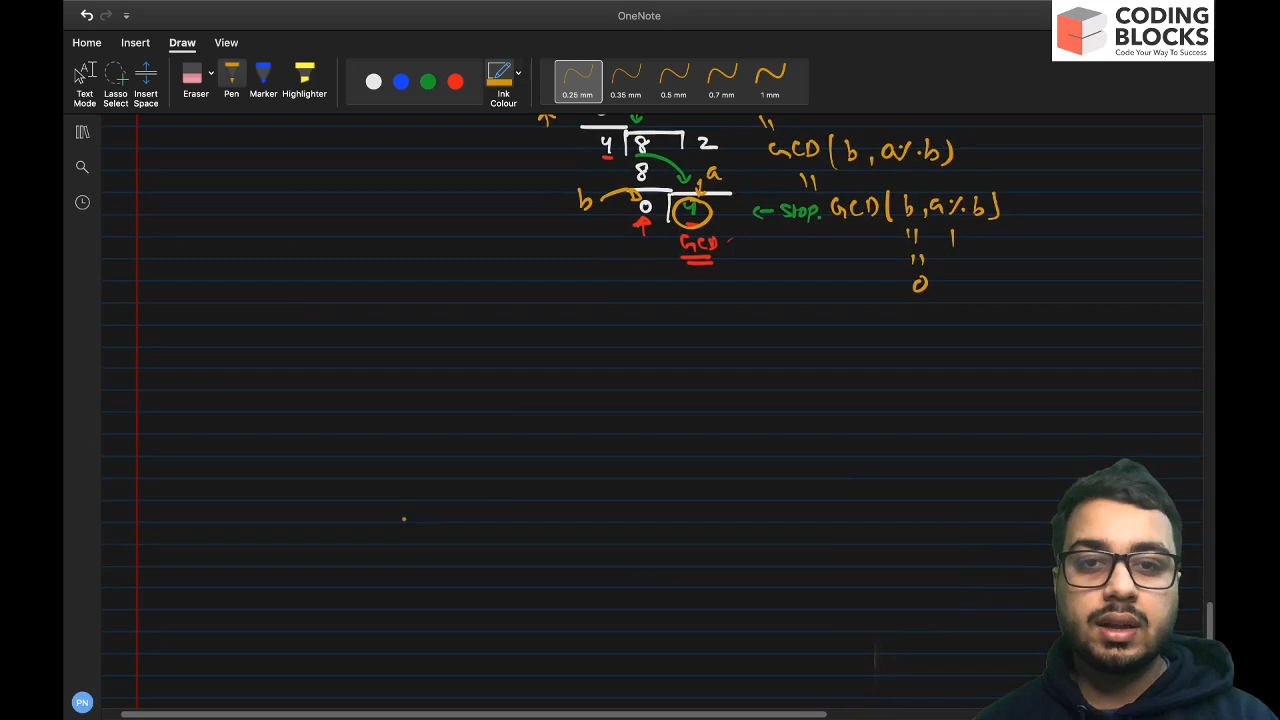 OneNote
CODING
BLOCKS
Code Your Way To Success
Home Insert Draw View
Text Mode
Lasso Select
Insert Space
Eraser
Pen
Marker
Highlighter
Ink Colour
0.25 mm
0.35 mm
0.5 mm
0.7 mm
1 mm
4 8 2
GCD ( b , a % b )
8 a
b 0 4 ← Stop. GCD ( b , a % b )
GCD
0
PN